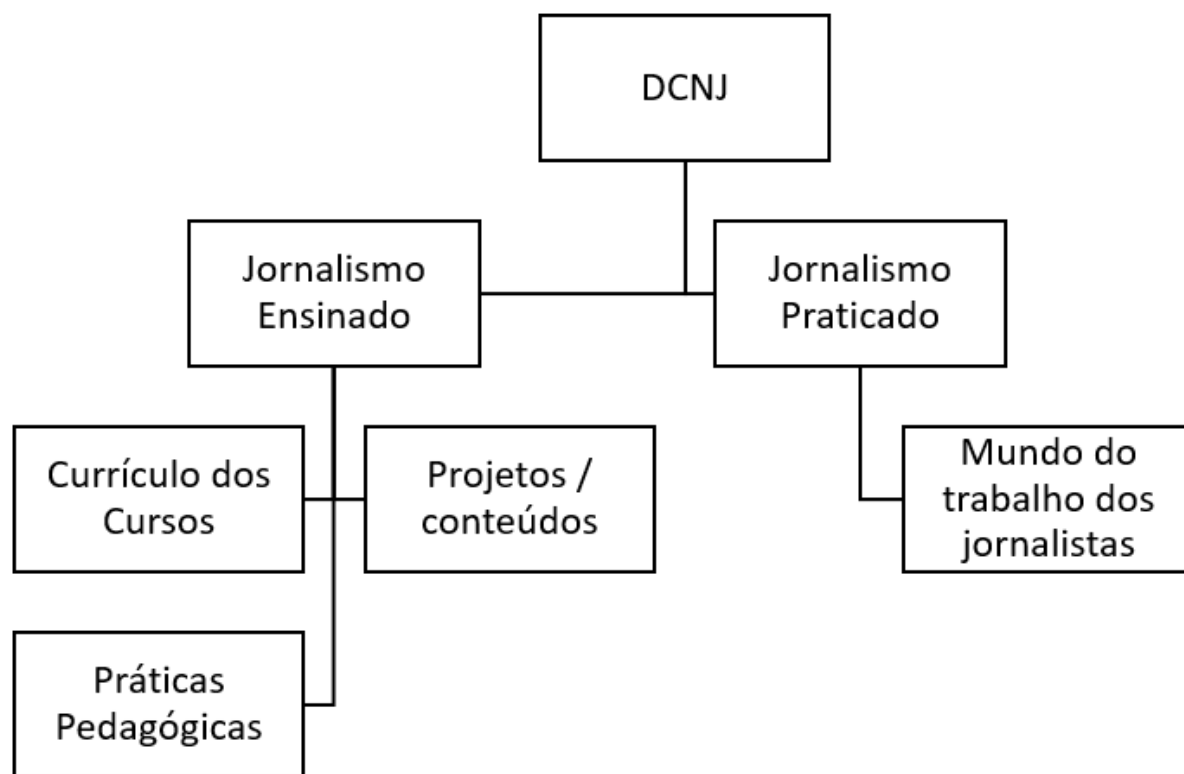 DCNJ
Jornalismo
Ensinado
Jornalismo
Praticado
Currículo dos
Cursos
Projetos /
conteúdos
Mundo do
trabalho dos
jornalistas
Práticas
Pedagógicas